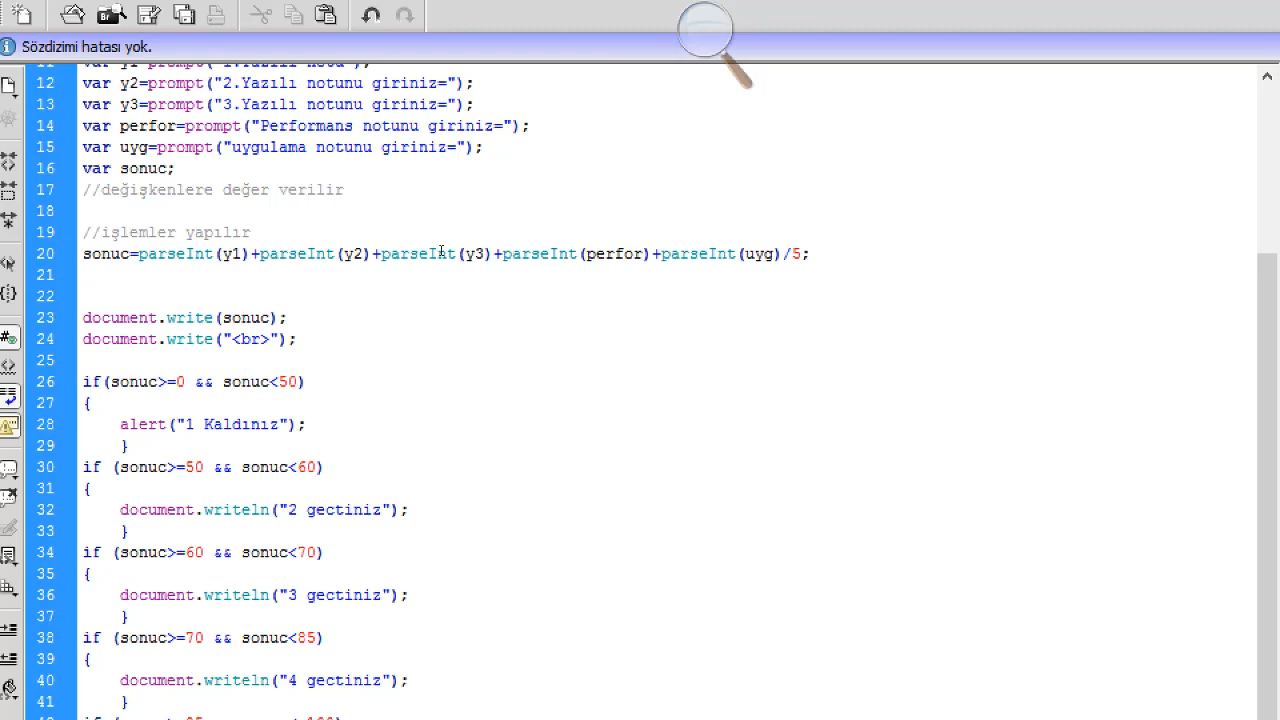 Br
Sözdizimi hatası yok.
12 var y2=prompt("2.Yazılı notunu giriniz=");
13 var y3=prompt("3.Yazılı notunu giriniz=");
14 var perfor=prompt("Performans notunu giriniz=");
15 var uyg=prompt("uygulama notunu giriniz=");
16 var sonuc;
17 //değişkenlere değer verilir
18
19 //işlemler yapılır
20 sonuc=parseInt(y1)+parseInt(y2)+parseInt(y3)+parseInt(perfor)+parseInt(uyg)/5;
21
22
23 document.write(sonuc);
24 document.write("<br>");
25
26 if(sonuc>=0 && sonuc<50)
27 {
28 alert("1 Kaldınız");
29 }
30 if (sonuc>=50 && sonuc<60)
31 {
32 document.writeln("2 gectiniz");
33 }
34 if (sonuc>=60 && sonuc<70)
35 {
36 document.writeln("3 gectiniz");
37 }
38 if (sonuc>=70 && sonuc<85)
39 {
40 document.writeln("4 gectiniz");
41 }